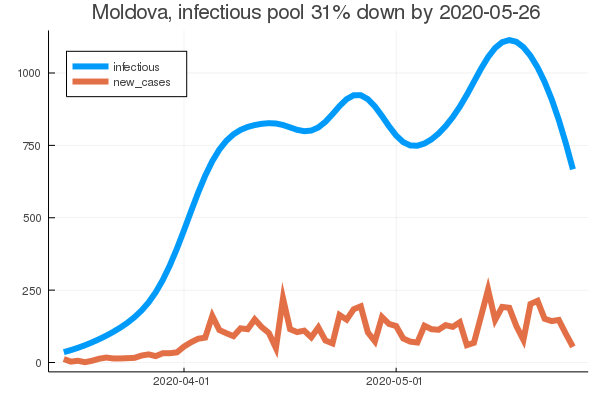 Moldova, infectious pool 31% down by 2020-05-26
infectious
new_cases
1000
750
500
250
0
2020-04-01
2020-05-01